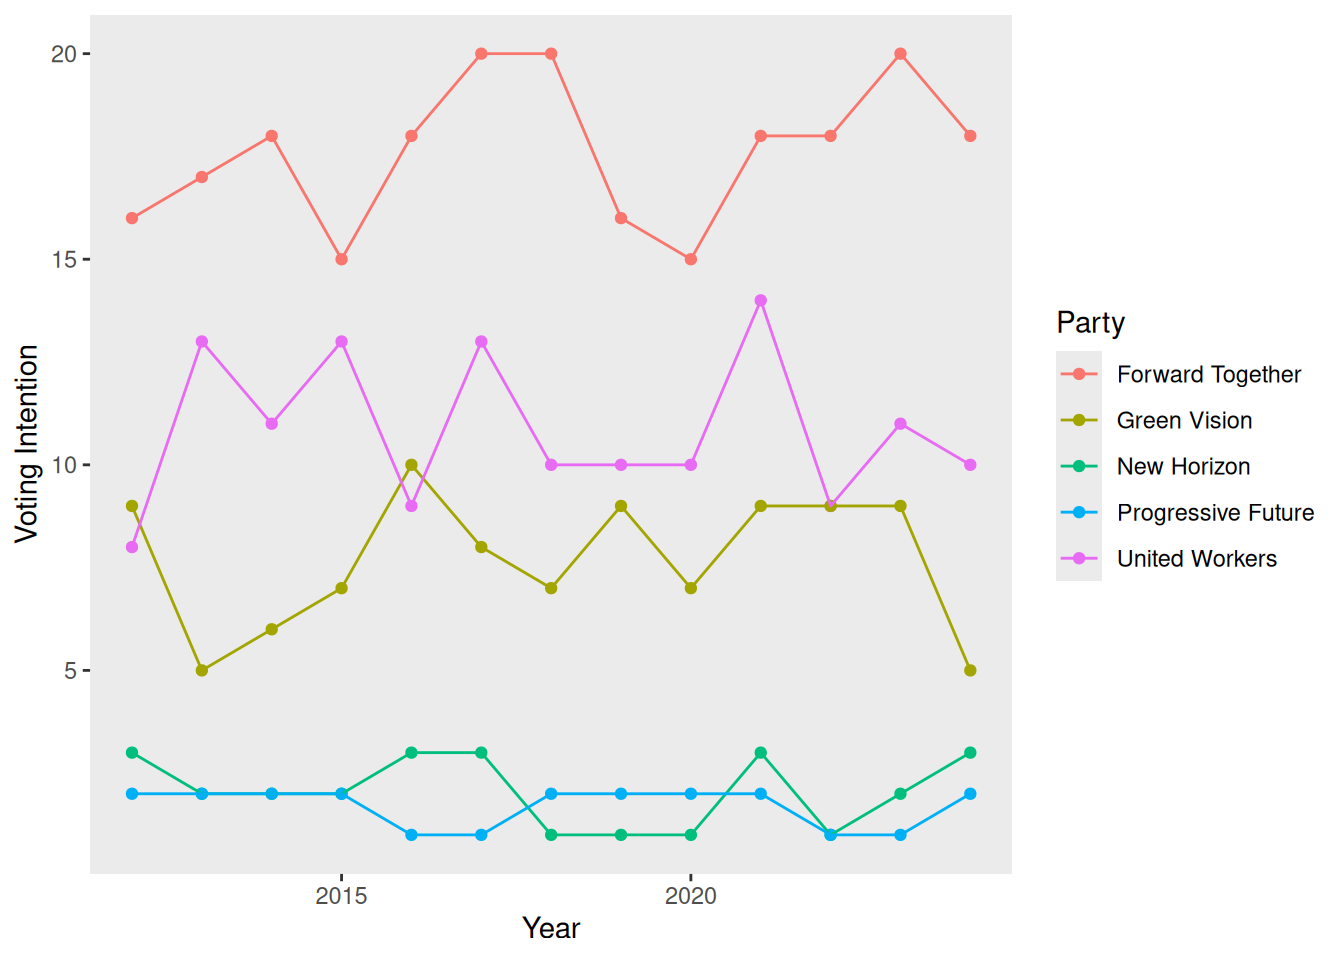 20
15
10
5
Voting Intention
2015 2020
Year
Party
Forward Together
Green Vision
New Horizon
Progressive Future
United Workers